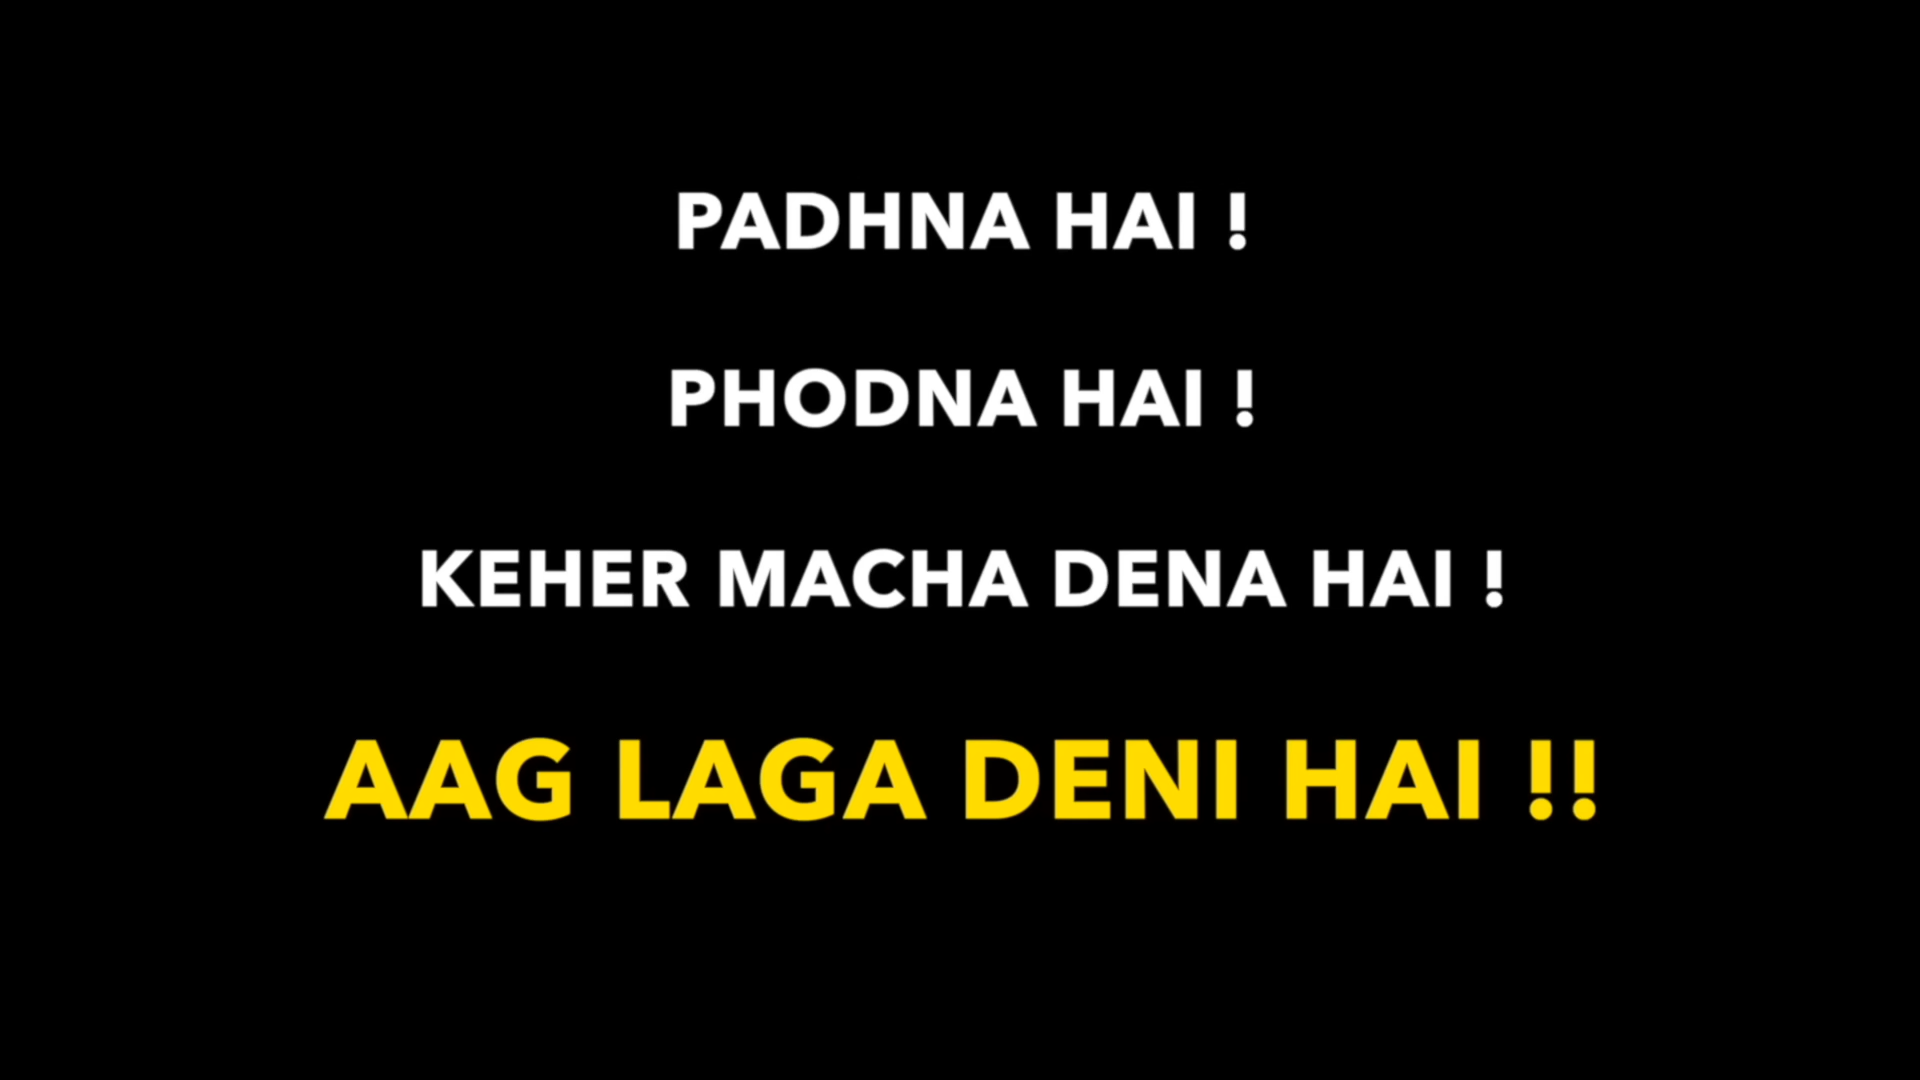 PADHNA HAI !
PHODNA HAI !
KEHER MACHA DENA HAI !
AAG LAGA DENI HAI !!